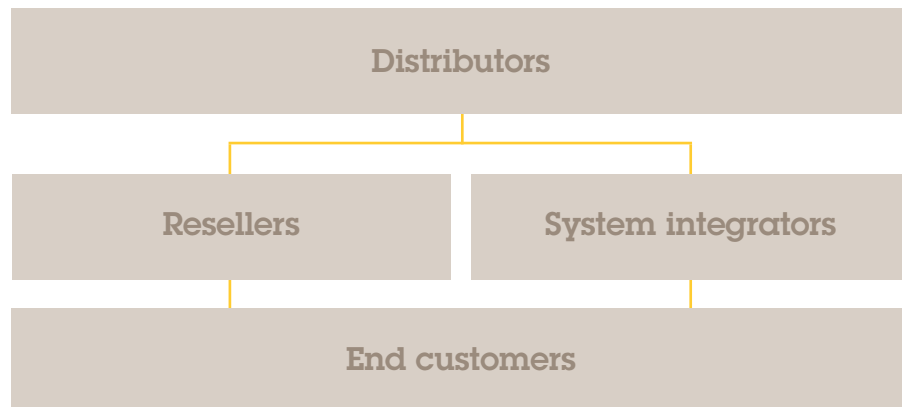 Distributors
Resellers
System integrators
End customers